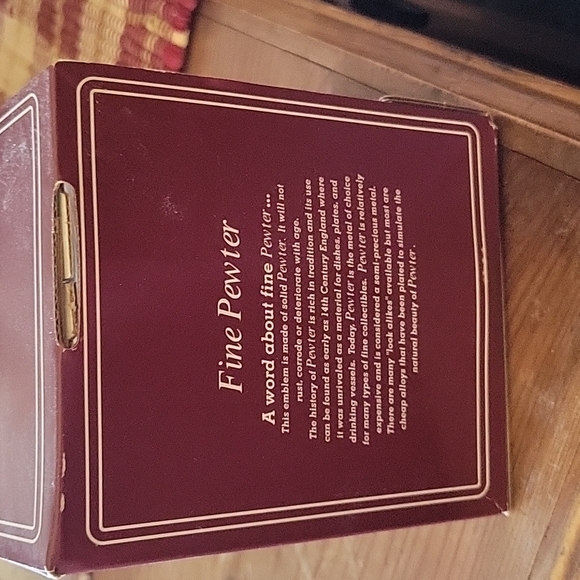 Fine Pewter
A word about fine Pewter...
This emblem is made of solid Pewter. It will not
rust, corrode or deteriorate with age.
The history of Pewter is rich in tradition and its use
can be found as early as 14th Century England where
it was unrivaled as a material for dishes, plates, and
drinking vessels. Today, Pewter is the metal of choice
for many types of fine collectibles. Pewter is relatively
expensive and is considered a semi-precious metal.
There are many "look alikes" available but most are
cheap alloys that have been plated to simulate the
natural beauty of Pewter.